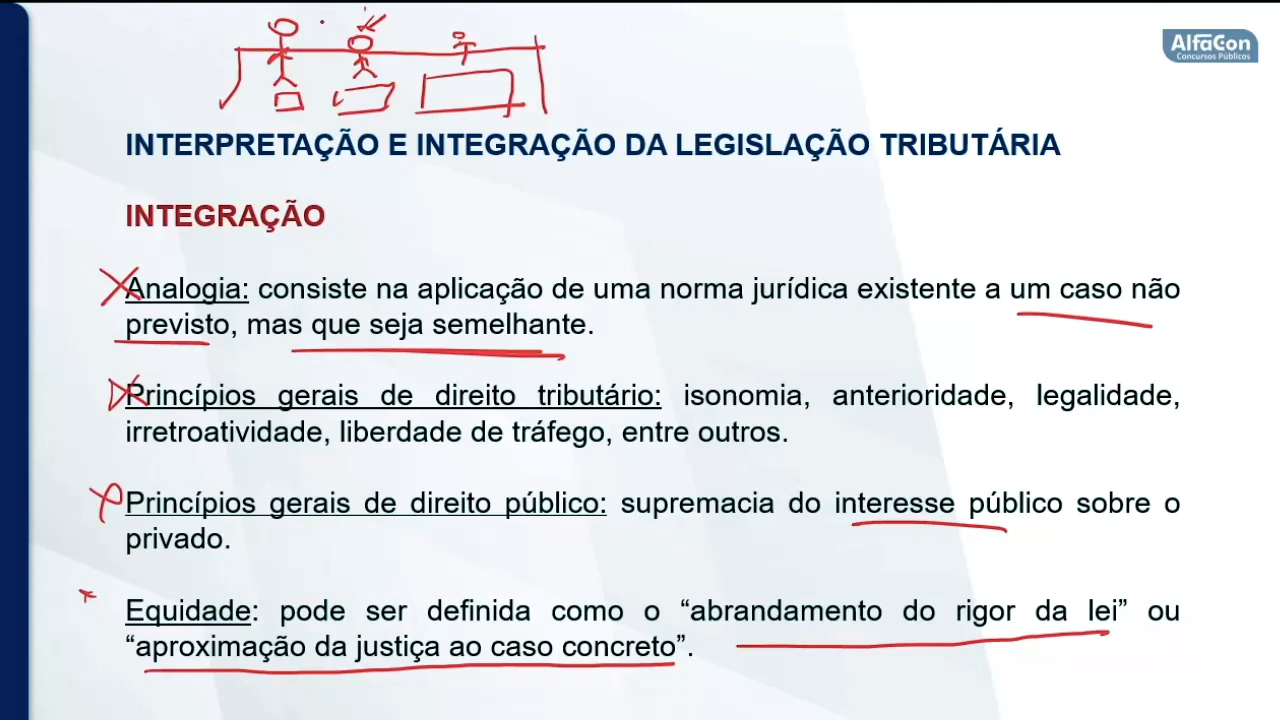 AlfaCon
Concursos Públicos
INTERPRETAÇÃO E INTEGRAÇÃO DA LEGISLAÇÃO TRIBUTÁRIA
INTEGRAÇÃO
Analogia: consiste na aplicação de uma norma jurídica existente a um caso não
previsto, mas que seja semelhante.
Princípios gerais de direito tributário: isonomia, anterioridade, legalidade,
irretroatividade, liberdade de tráfego, entre outros.
Princípios gerais de direito público: supremacia do interesse público sobre o
privado.
Equidade: pode ser definida como o “abrandamento do rigor da lei” ou
“aproximação da justiça ao caso concreto”.